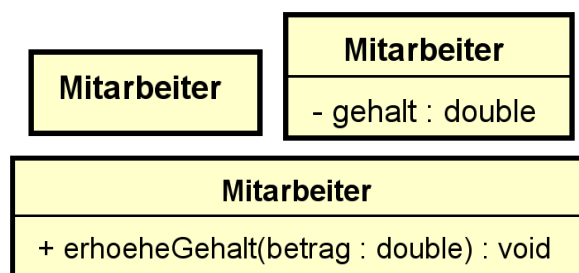 Mitarbeiter
Mitarbeiter
- gehalt : double
Mitarbeiter
+ erhoeheGehalt(betrag : double) : void